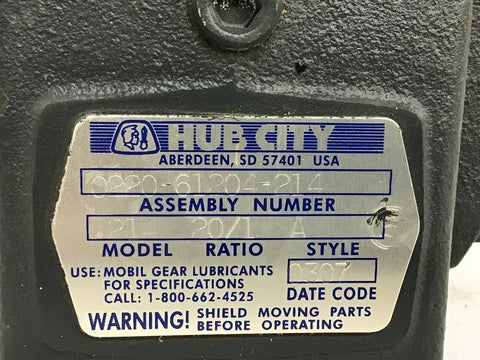 HUB CITY
ABERDEEN, SD 57401 USA
0220-61204-214
ASSEMBLY NUMBER
214 20/1 A
MODEL RATIO STYLE
USE: MOBIL GEAR LUBRICANTS
FOR SPECIFICATIONS
CALL: 1-800-662-4525
0307
DATE CODE
WARNING! SHIELD MOVING PARTS
BEFORE OPERATING